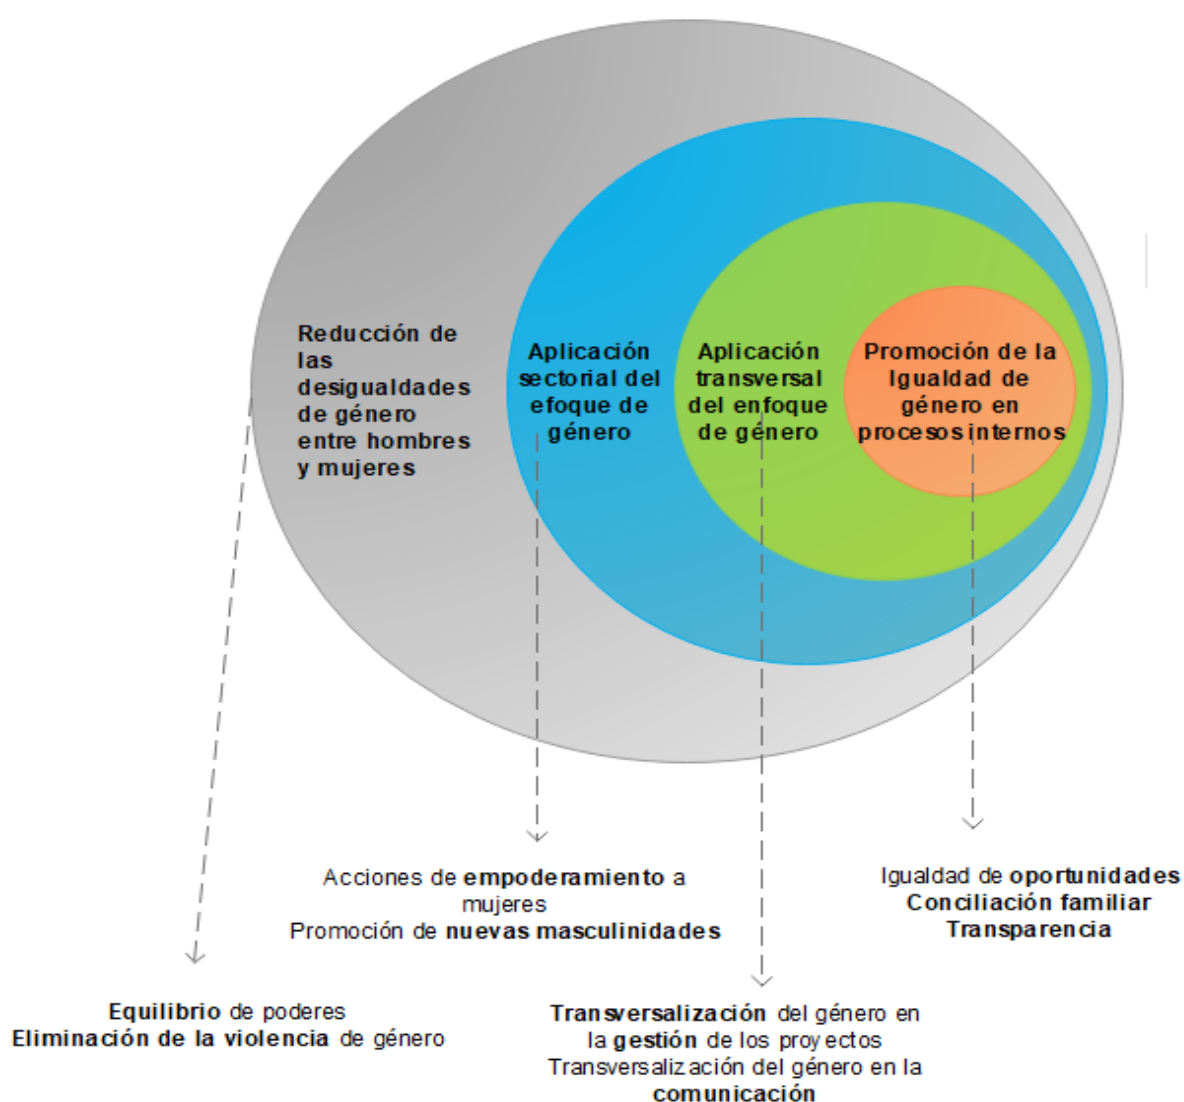 Reducción de
las
desigualdades
de género
entre hombres
y mujeres
Aplicación
sectorial del
efoque de
género
Aplicación
transversal
del enfoque
de género
Promoción de la
Igualdad de
género en
procesos internos
Acciones de empoderamiento a
mujeres
Promoción de nuevas masculinidades
Igualdad de oportunidades
Conciliación familiar
Transparencia
Equilibrio de poderes
Eliminación de la violencia de género
Transversalización del género en
la gestión de los proyectos
Transversalización del género en la
comunicación